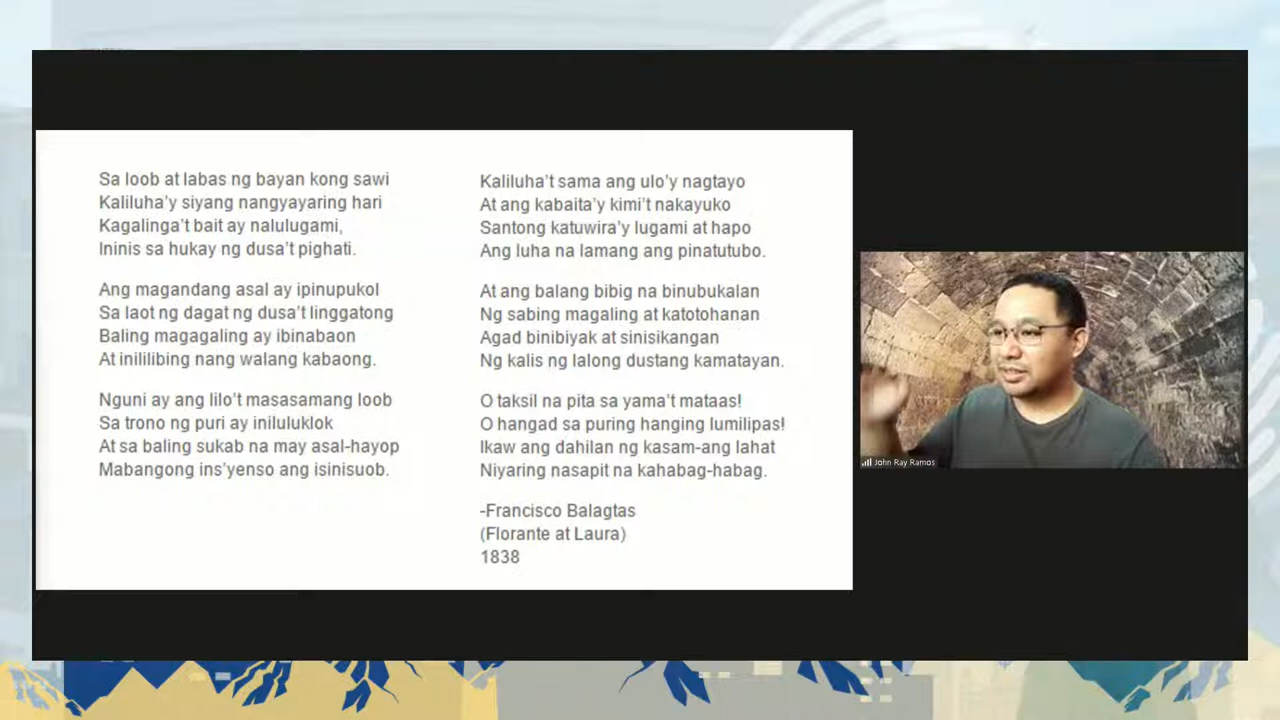 Sa loob at labas ng bayan kong sawi
Kaliluha'y siyang nangyayaring hari
Kagalinga't bait ay nalulugami,
Ininis sa hukay ng dusa't pighati.
Ang magandang asal ay ipinupukol
Sa laot ng dagat ng dusa't linggatong
Baling magagaling ay ibinabaon
At inililibing nang walang kabaong.
Nguni ay ang lilo't masasamang loob
Sa trono ng puri ay iniluluklok
At sa baling sukab na may asal-hayop
Mabangong ins'yenso ang isinisuob.
Kaliluha't sama ang ulo'y nagtayo
At ang kabaita'y kimi't nakayuko
Santong katuwira'y lugami at hapo
Ang luha na lamang ang pinatutubo.
At ang balang bibig na binubukalan
Ng sabing magaling at katotohanan
Agad binibiyak at sinisikangan
Ng kalis ng lalong dustang kamatayan.
O taksil na pita sa yama't mataas!
O hangad sa puring hanging lumilipas!
Ikaw ang dahilan ng kasam-ang lahat
Niyaring nasapit na kahabag-habag.
-Francisco Balagtas
(Florante at Laura)
1838
John Ray Ramos